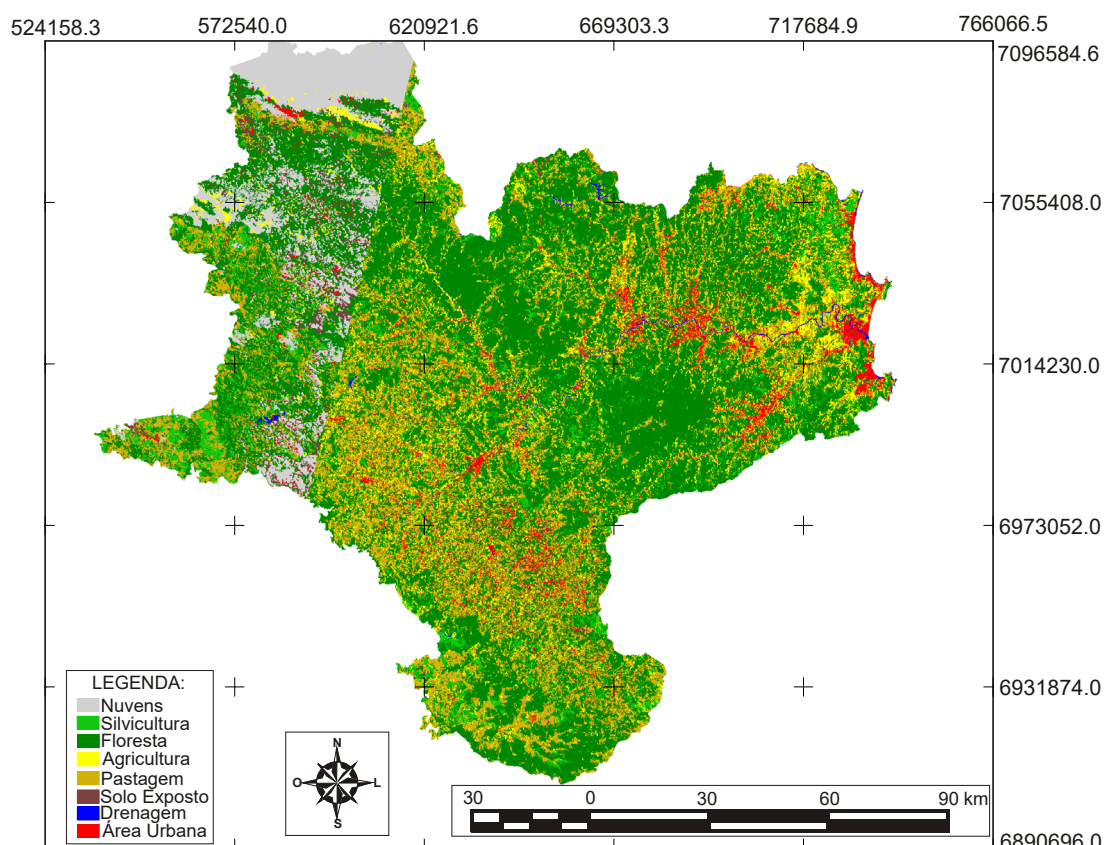 524158.3 572540.0 620921.6 669303.3 717684.9 766066.5
7096584.6
7055408.0
7014230.0
6973052.0
6931874.0
6890696.0
LEGENDA:
Nuvens
Silvicultura
Floresta
Agricultura
Pastagem
Solo Exposto
Drenagem
Área Urbana
N
O L
S
30 0 30 60 90 km